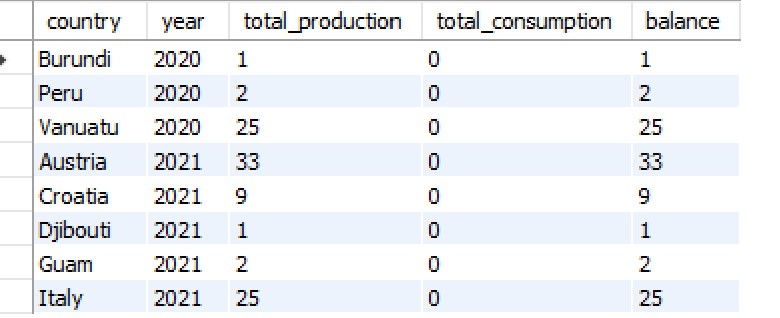 country year total_production total_consumption balance
Burundi 2020 1 0 1
Peru 2020 2 0 2
Vanuatu 2020 25 0 25
Austria 2021 33 0 33
Croatia 2021 9 0 9
Djibouti 2021 1 0 1
Guam 2021 2 0 2
Italy 2021 25 0 25